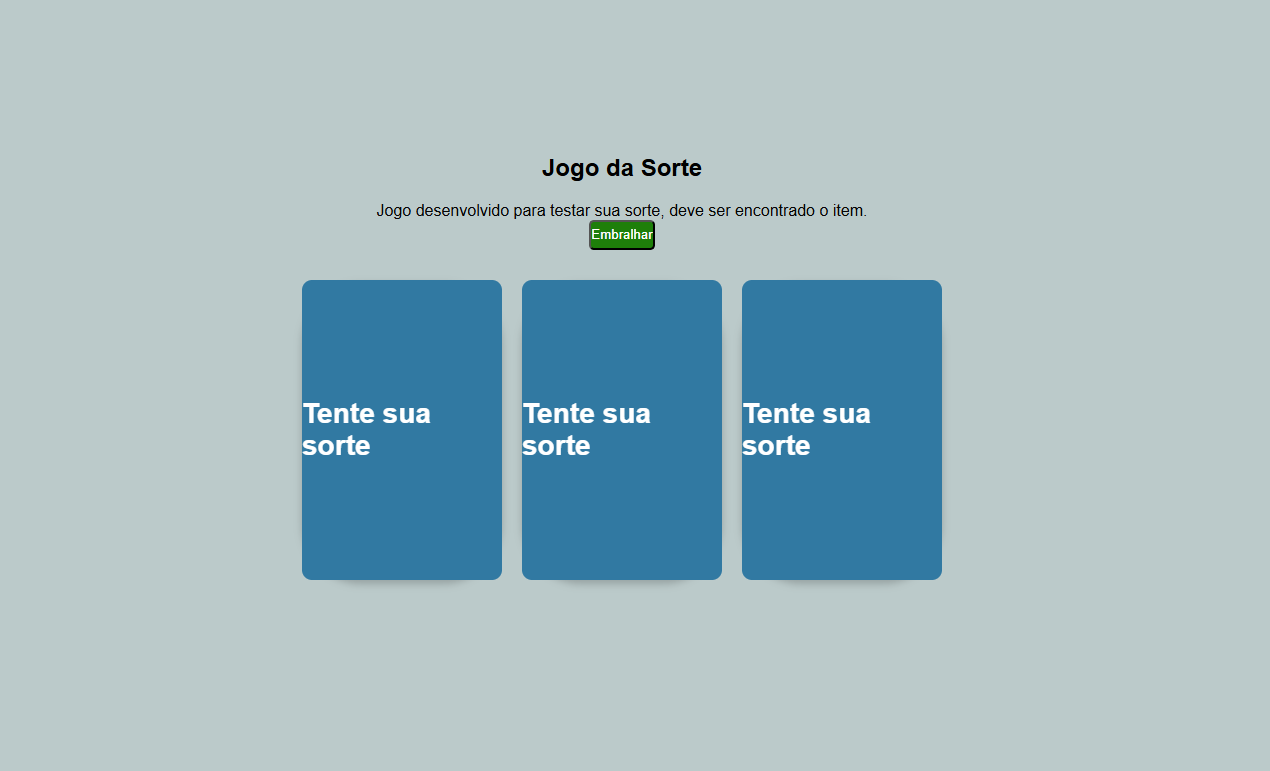 Jogo da Sorte
Jogo desenvolvido para testar sua sorte, deve ser encontrado o item.
Embralhar
Tente sua
sorte
Tente sua
sorte
Tente sua
sorte